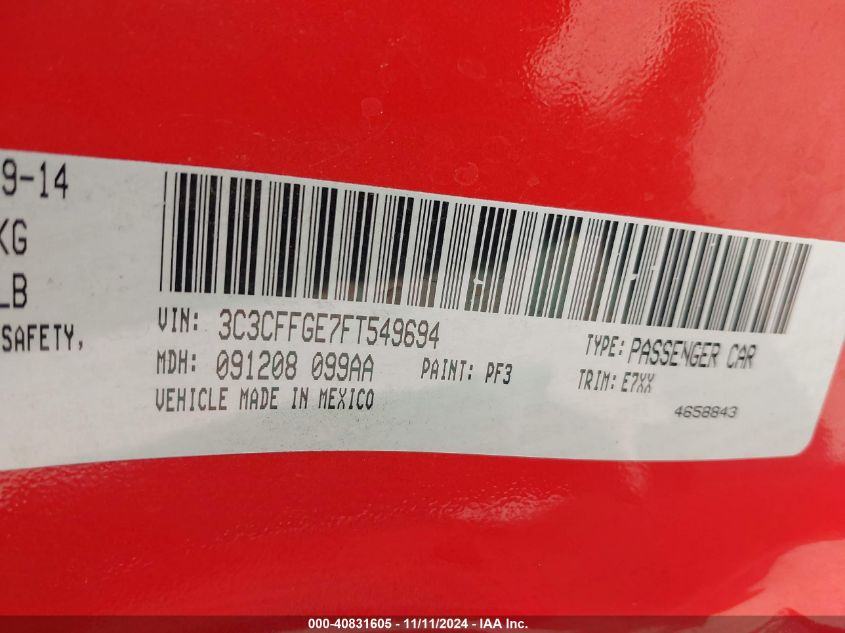 9-14
KG
LB
SAFETY,
VIN: 3C3CFFGE7FT549694
MDH: 091208 099AA PAINT: PF3
VEHICLE MADE IN MEXICO
TYPE: PASSENGER CAR
TRIM: E7XX
4658843
000-40831605 - 11/11/2024 - IAA Inc.